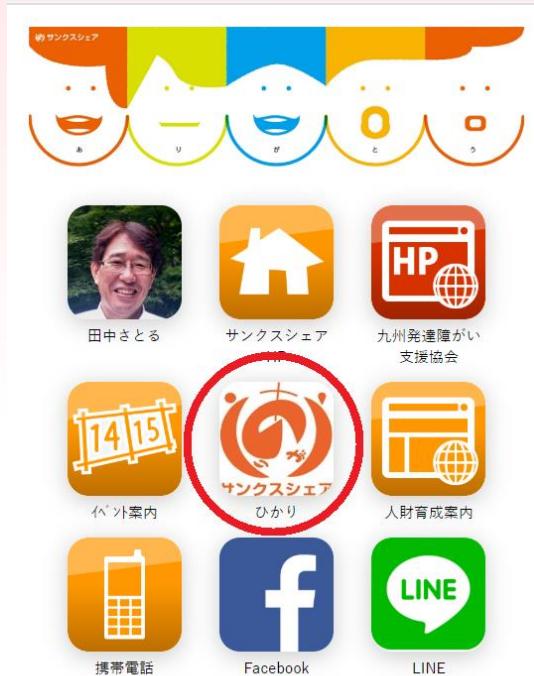 サンクスシェア
あ り が と う
HP
田中さとる
サンクスシェア
HP
九州発達障がい
支援協会
14 15
サンクスシェア
イベント案内
ひかり
人財育成案内
LINE
携帯電話
Facebook
LINE